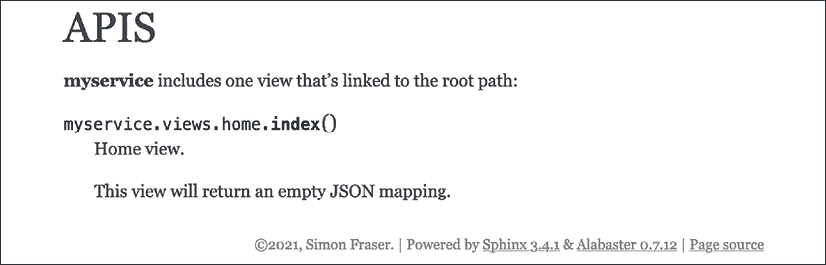 APIS
myservice includes one view that’s linked to the root path:
myservice.views.home.index()
Home view.
This view will return an empty JSON mapping.
©2021, Simon Fraser. | Powered by Sphinx 3.4.1 & Alabaster 0.7.12 | Page source